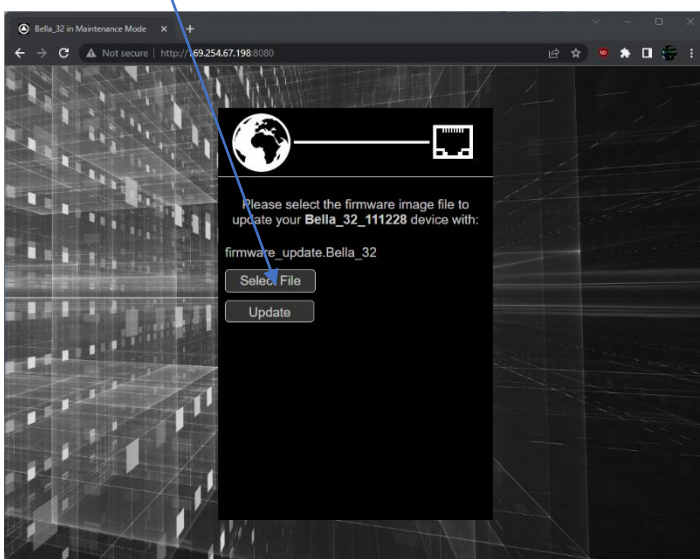 Bella_32 in Maintenance Mode
Not secure | http://169.254.67.198:8080
Please select the firmware image file to
update your Bella_32_111228 device with:
firmware_update.Bella_32
Select File
Update